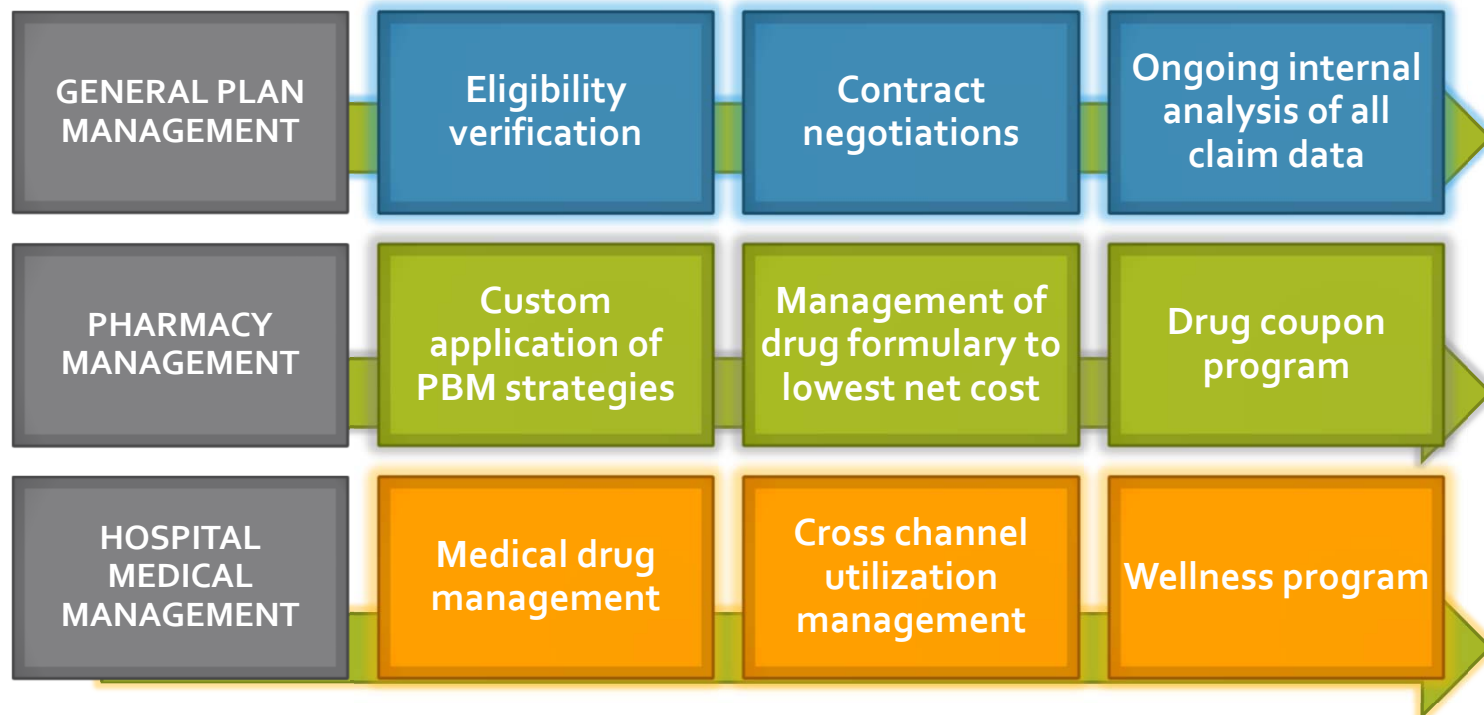 GENERAL PLAN
MANAGEMENT
Eligibility
verification
Contract
negotiations
Ongoing internal
analysis of all
claim data
PHARMACY
MANAGEMENT
Custom
application of
PBM strategies
Management of
drug formulary to
lowest net cost
Drug coupon
program
HOSPITAL
MEDICAL
MANAGEMENT
Medical drug
management
Cross channel
utilization
management
Wellness program